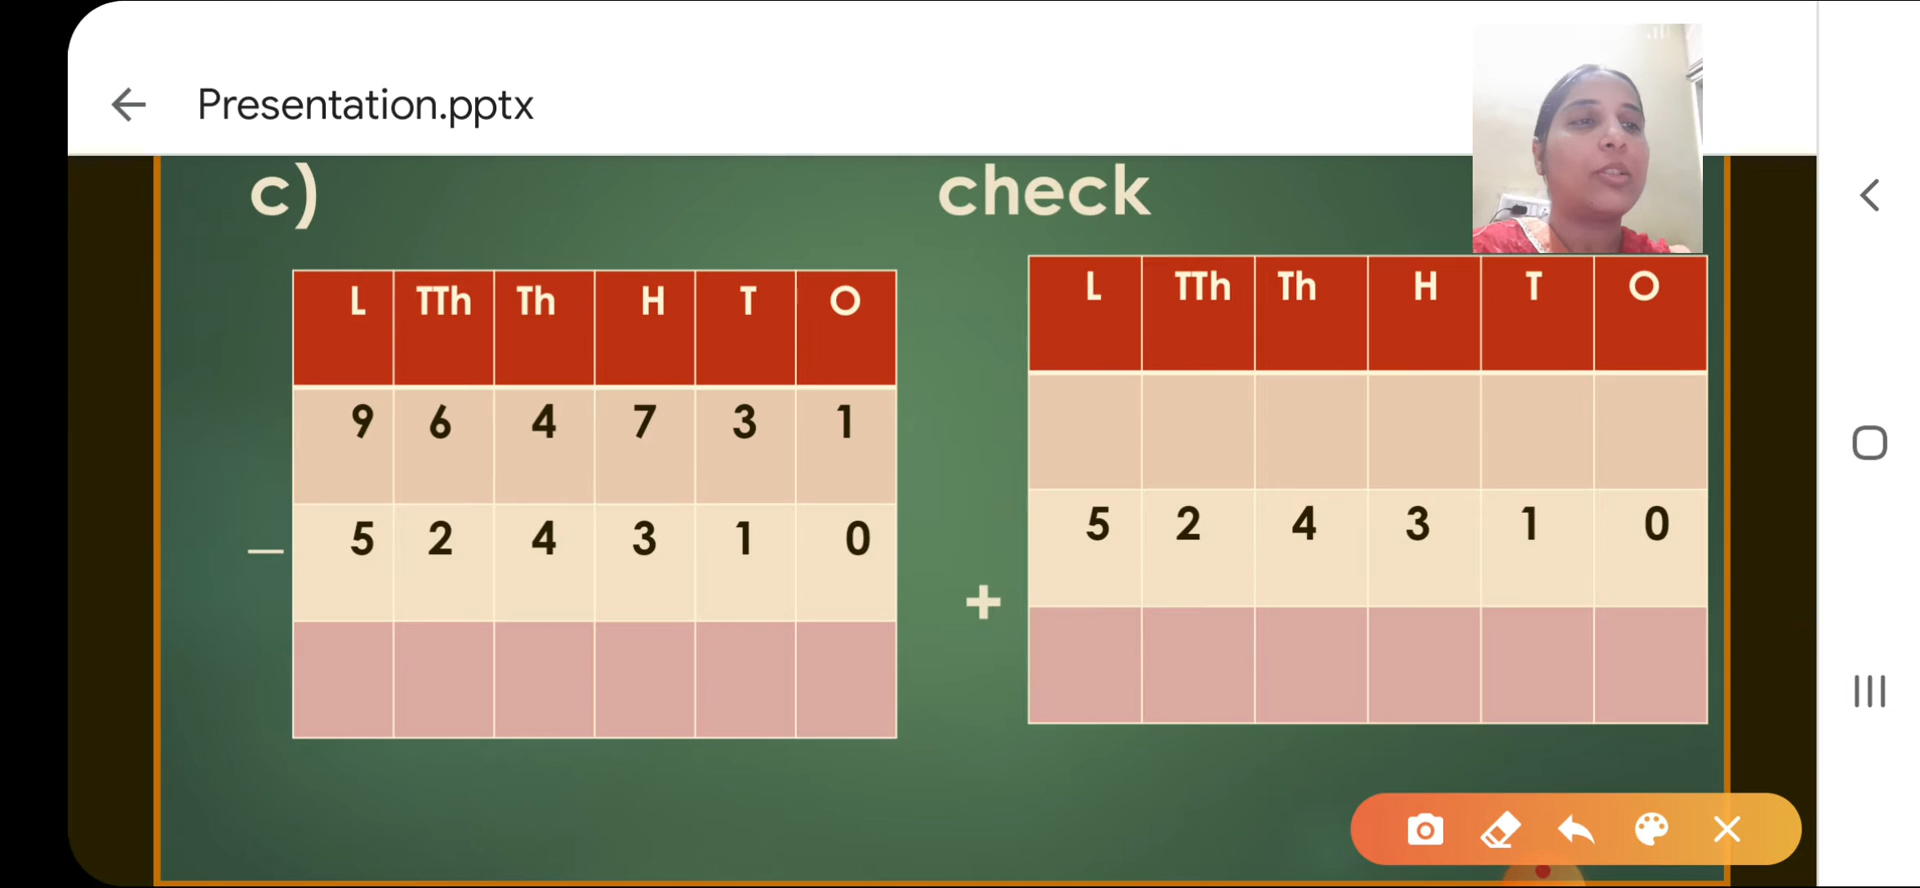 Presentation.pptx
c) check
L TTh Th H T O
9 6 4 7 3 1
— 5 2 4 3 1 0
L TTh Th H T O
5 2 4 3 1 0
+